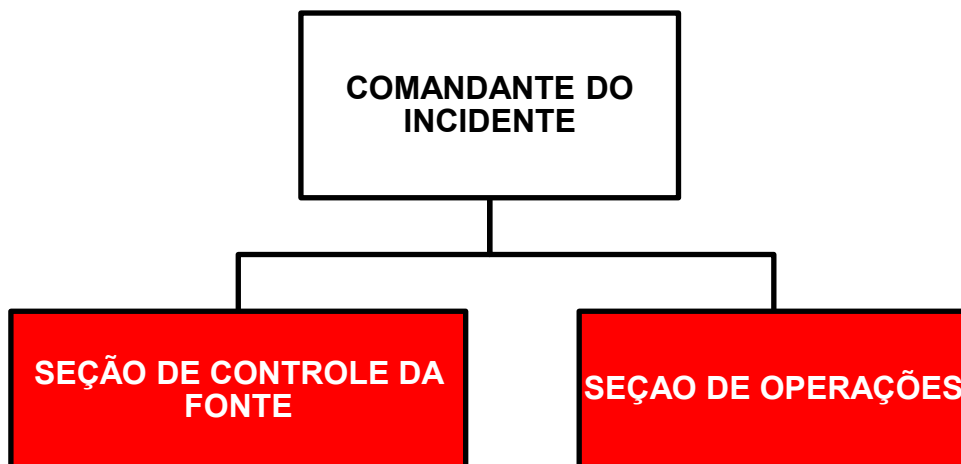 COMANDANTE DO
INCIDENTE
SEÇÃO DE CONTROLE DA
FONTE
SEÇAO DE OPERAÇÕES